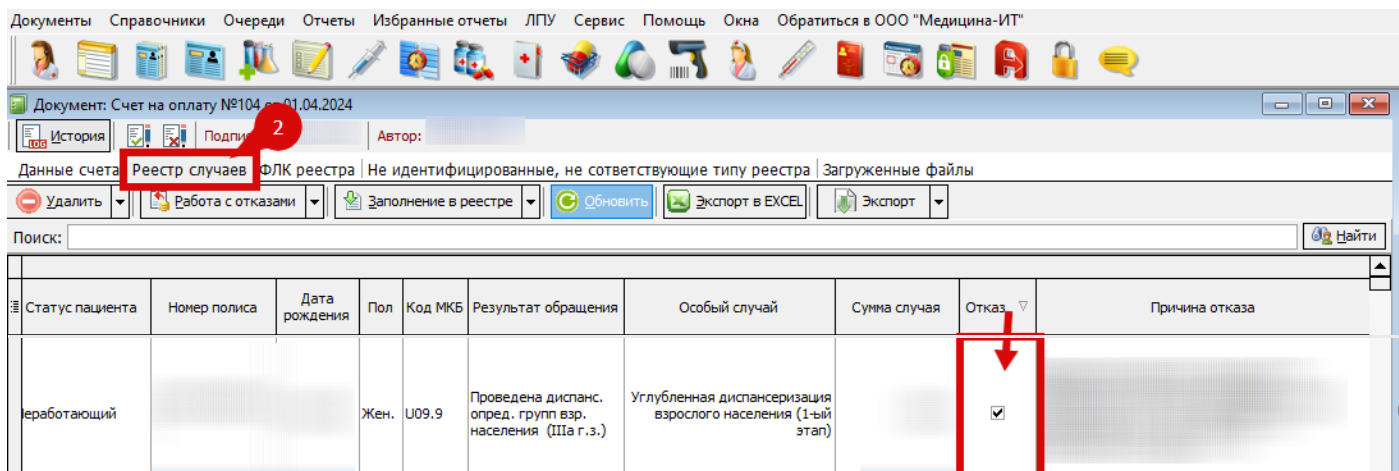 Документы Справочники Очереди Отчеты Избранные отчеты ЛПУ Сервис Помощь Окна Обратиться в ООО "Медицина-ИТ"
Документ: Счет на оплату №104 от 01.04.2024
История Автор:
2
Данные счета Реестр случаев ФЛК реестра Не идентифицированные, не сответствующие типу реестра Загруженные файлы
Удалить Работа с отказами Заполнение в реестре Обновить Экспорт в EXCEL Экспорт
Поиск: Найти
Статус пациента Номер полиса Дата рождения Пол Код МКБ Результат обращения Особый случай Сумма случая Отказ Причина отказа
Жен. U09.9
Проведена диспанс.
опред. групп взр.
населения (IIIа г.з.)
Углубленная диспансеризация
взрослого населения (1-ый
этап)